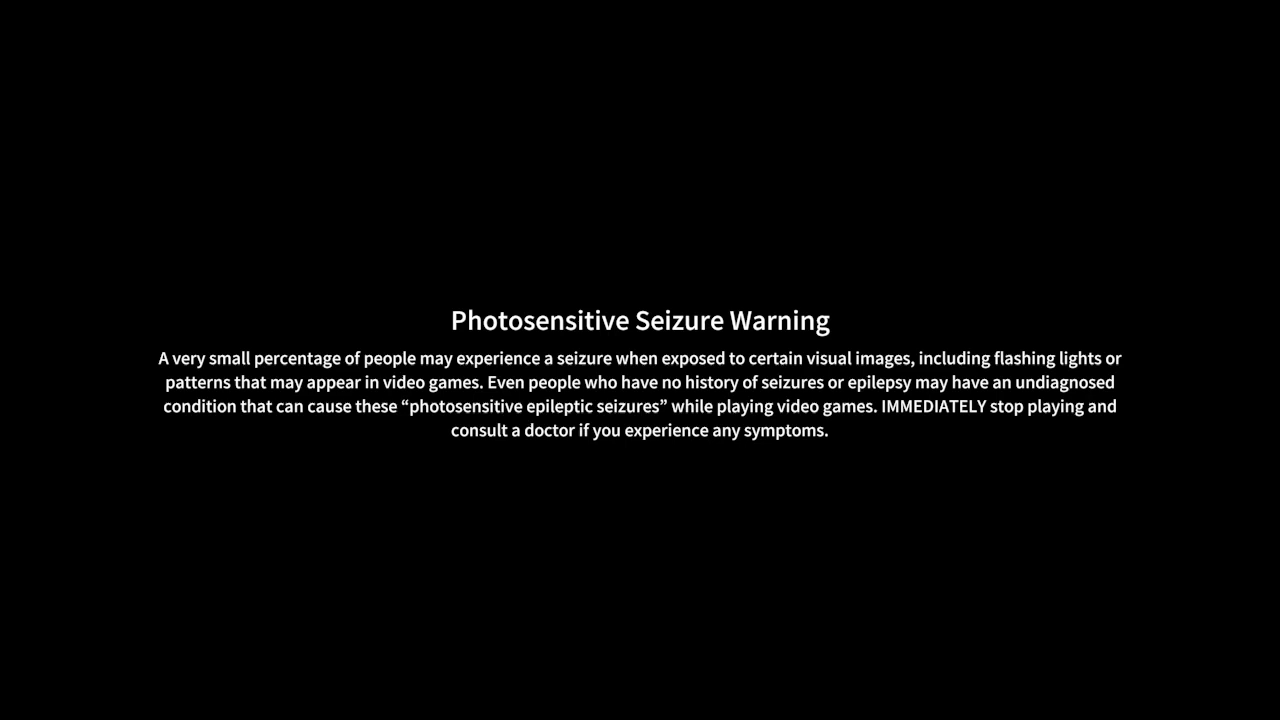 Photosensitive Seizure Warning
A very small percentage of people may experience a seizure when exposed to certain visual images, including flashing lights or
patterns that may appear in video games. Even people who have no history of seizures or epilepsy may have an undiagnosed
condition that can cause these “photosensitive epileptic seizures” while playing video games. IMMEDIATELY stop playing and
consult a doctor if you experience any symptoms.